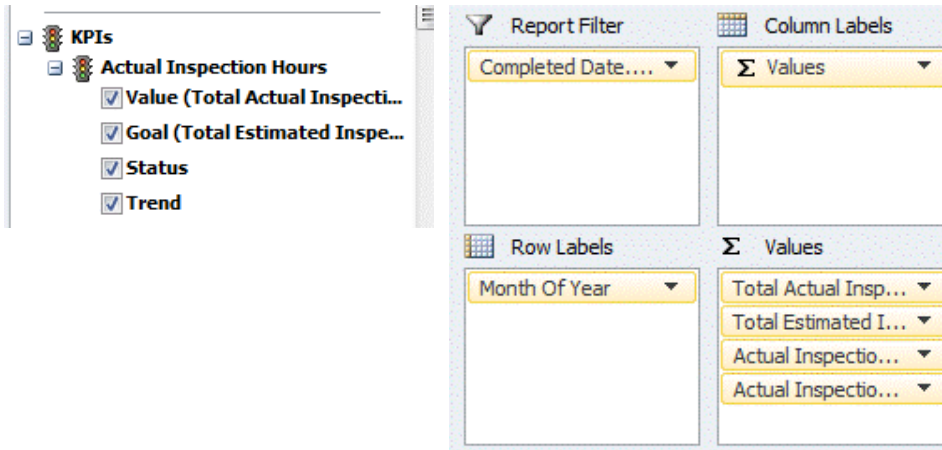 KPIs
Actual Inspection Hours
Value (Total Actual Inspecti...
Goal (Total Estimated Inspe...
Status
Trend
Report Filter
Completed Date....
Column Labels
Σ Values
Row Labels
Month Of Year
Σ Values
Total Actual Insp...
Total Estimated I...
Actual Inspectio...
Actual Inspectio...